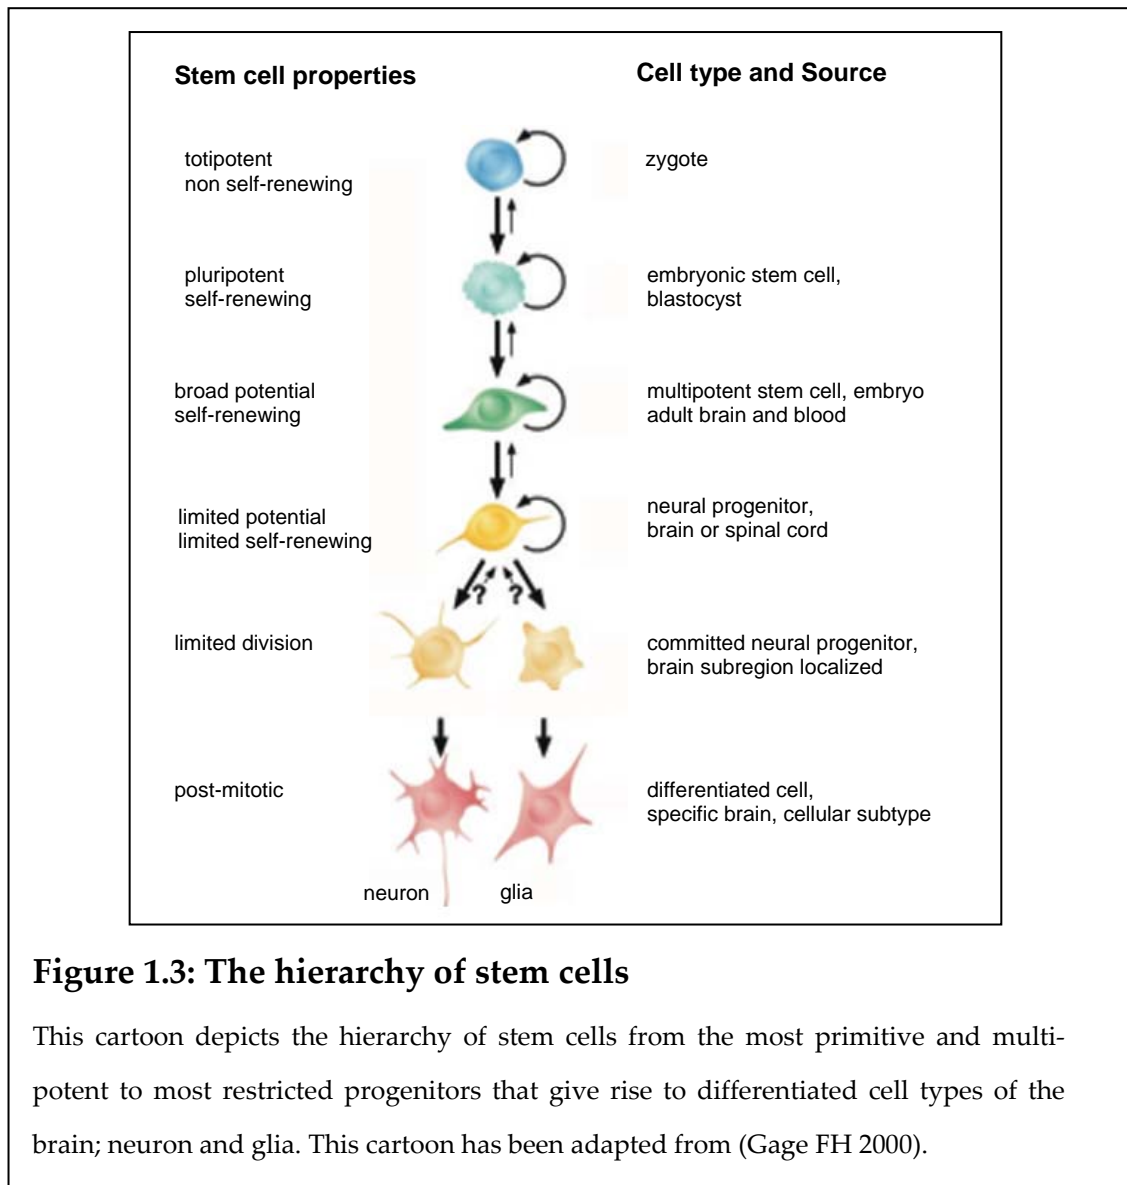 Stem cell properties
Cell type and Source
totipotent
non self-renewing
zygote
pluripotent
self-renewing
embryonic stem cell,
blastocyst
broad potential
self-renewing
multipotent stem cell, embryo
adult brain and blood
limited potential
limited self-renewing
neural progenitor,
brain or spinal cord
? ?
limited division
committed neural progenitor,
brain subregion localized
post-mitotic
differentiated cell,
specific brain, cellular subtype
neuron
glia
Figure 1.3: The hierarchy of stem cells
This cartoon depicts the hierarchy of stem cells from the most primitive and multi-
potent to most restricted progenitors that give rise to differentiated cell types of the
brain; neuron and glia. This cartoon has been adapted from (Gage FH 2000).